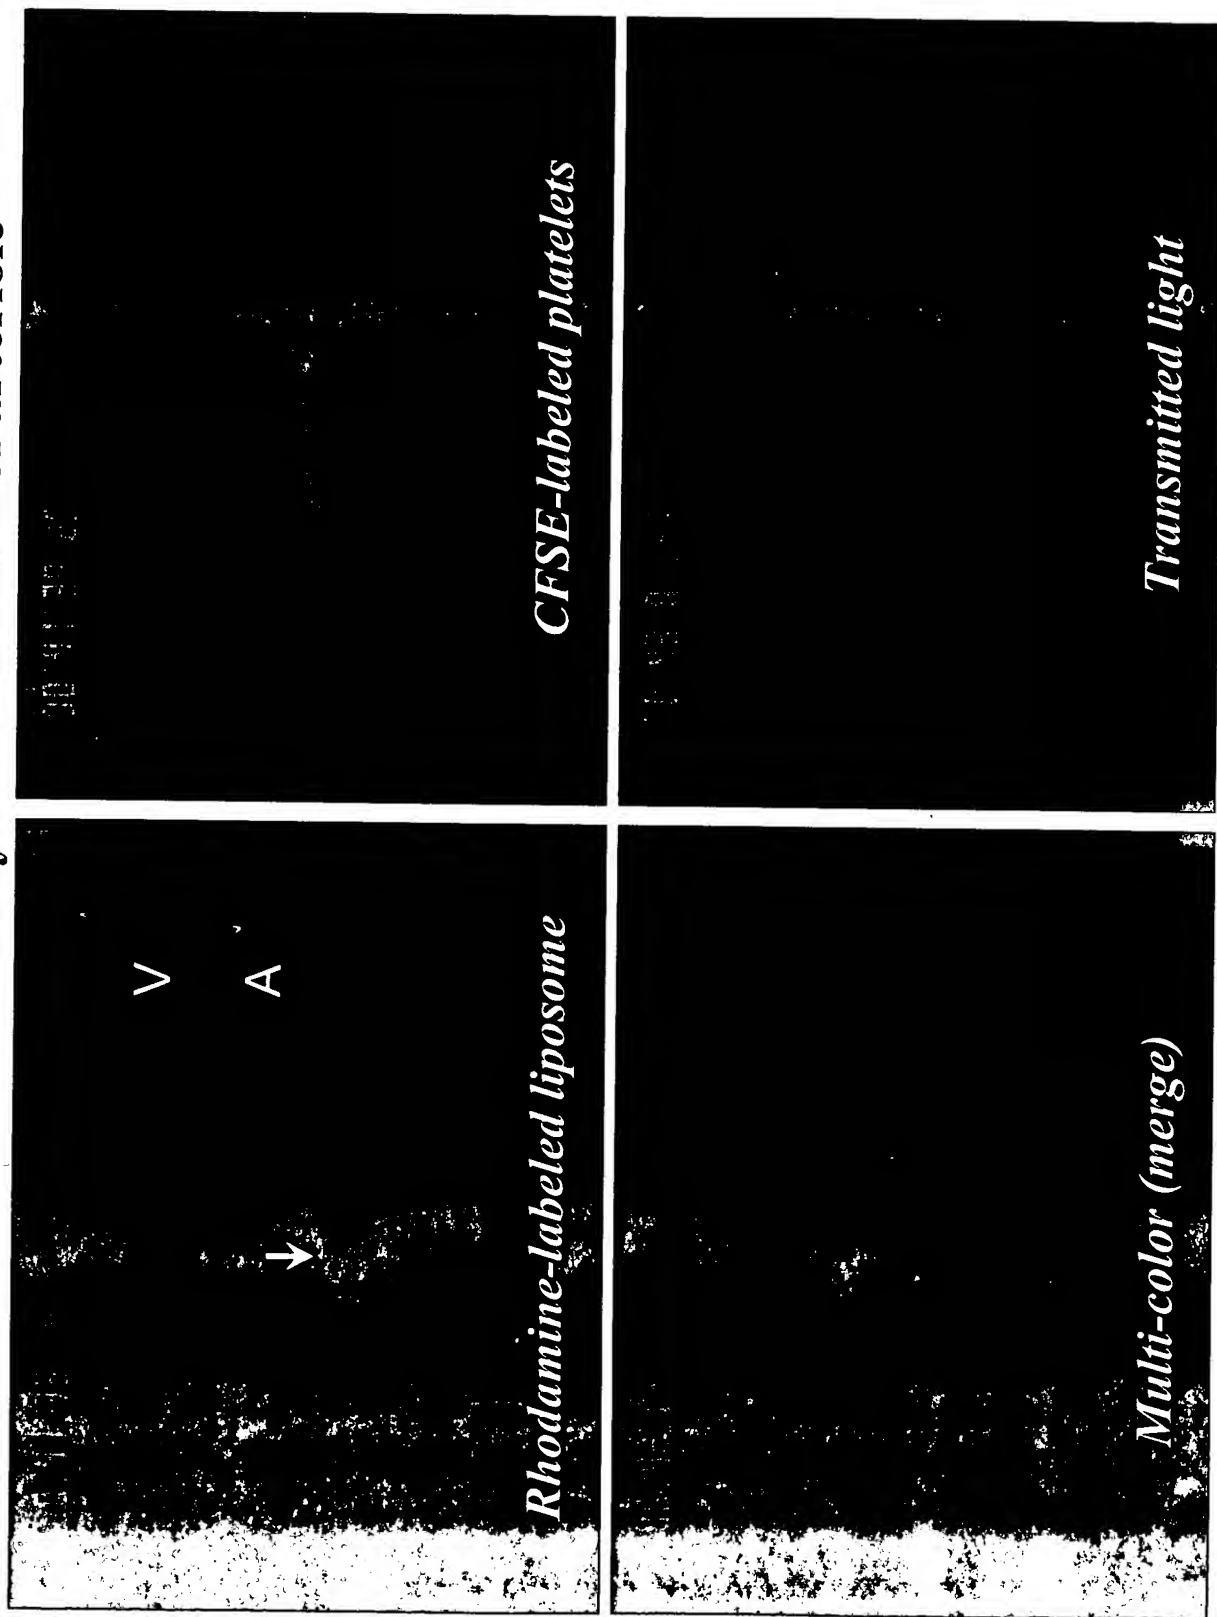 V
A
Rhodamine-labeled liposome
CFSE-labeled platelets
Multi-color (merge)
Transmitted light